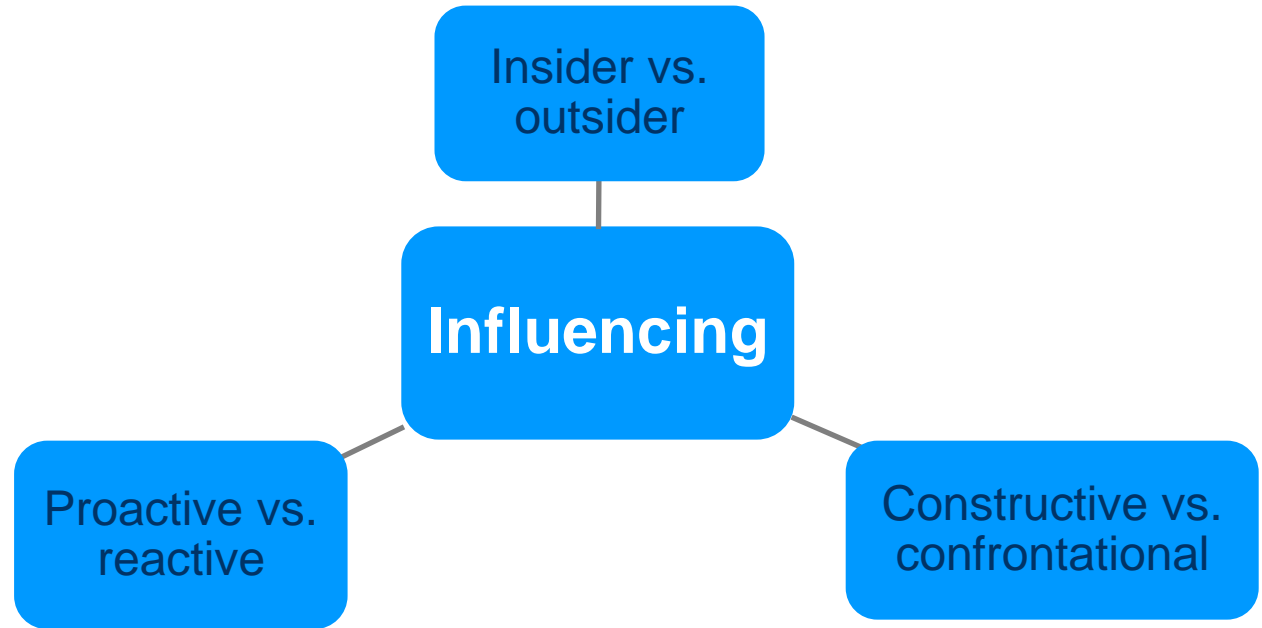 Insider vs.
outsider
Influencing
Proactive vs.
reactive
Constructive vs.
confrontational